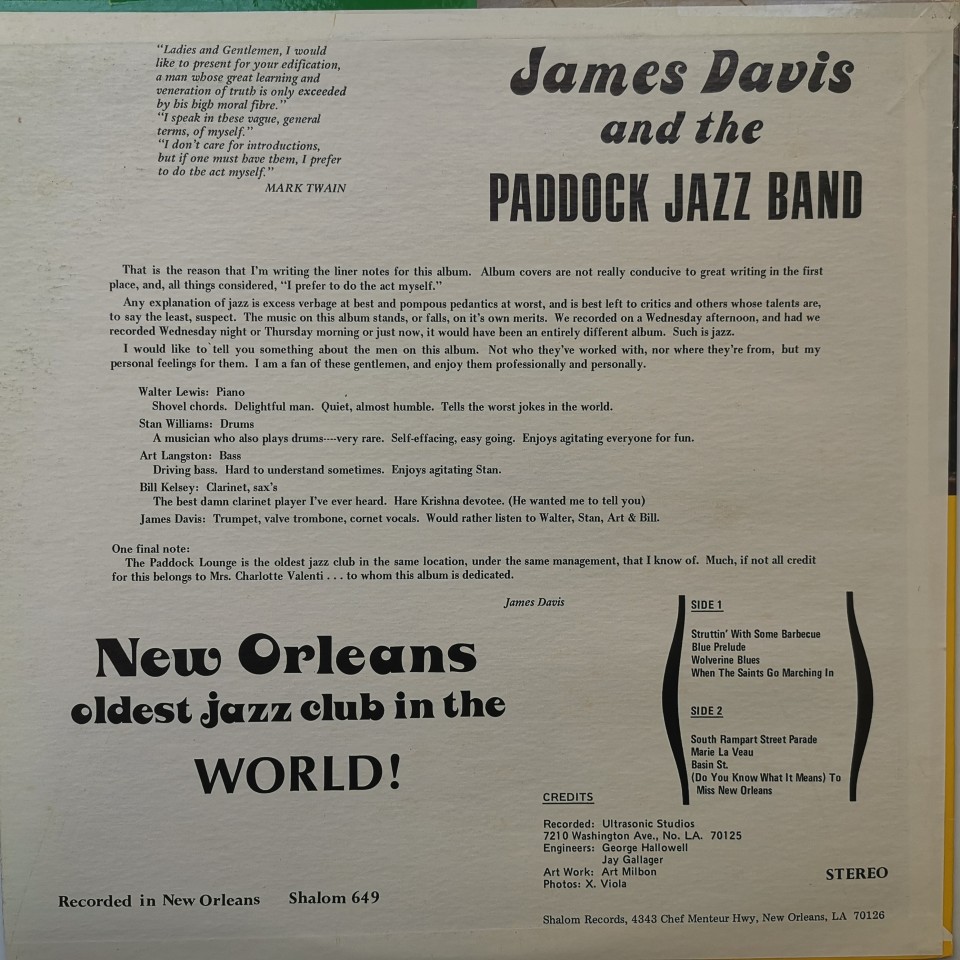 "Ladies and Gentlemen, I would
like to present for your edification,
a man whose great learning and
veneration of truth is only exceeded
by his high moral fibre."
"I speak in these vague, general
terms, of myself."
"I don't care for introductions,
but if one must have them, I prefer
to do the act myself."
MARK TWAIN
James Davis
and the
PADDOCK JAZZ BAND
That is the reason that I'm writing the liner notes for this album. Album covers are not really conducive to great writing in the first
place, and, all things considered, "I prefer to do the act myself."
Any explanation of jazz is excess verbage at best and pompous pedantics at worst, and is best left to critics and others whose talents are,
to say the least, suspect. The music on this album stands, or falls, on it's own merits. We recorded on a Wednesday afternoon, and had we
recorded Wednesday night or Thursday morning or just now, it would have been an entirely different album. Such is jazz.
I would like to tell you something about the men on this album. Not who they've worked with, nor where they're from, but my
personal feelings for them. I am a fan of these gentlemen, and enjoy them professionally and personally.
Walter Lewis: Piano
Shovel chords. Delightful man. Quiet, almost humble. Tells the worst jokes in the world.
Stan Williams: Drums
A musician who also plays drums----very rare. Self-effacing, easy going. Enjoys agitating everyone for fun.
Art Langston: Bass
Driving bass. Hard to understand sometimes. Enjoys agitating Stan.
Bill Kelsey: Clarinet, sax's
The best damn clarinet player I've ever heard. Hare Krishna devotee. (He wanted me to tell you)
James Davis: Trumpet, valve trombone, cornet vocals. Would rather listen to Walter, Stan, Art & Bill.
One final note:
The Paddock Lounge is the oldest jazz club in the same location, under the same management, that I know of. Much, if not all credit
for this belongs to Mrs. Charlotte Valenti . . . to whom this album is dedicated.
James Davis
New Orleans
oldest jazz club in the
WORLD!
SIDE 1
Struttin' With Some Barbecue
Blue Prelude
Wolverine Blues
When The Saints Go Marching In
SIDE 2
South Rampart Street Parade
Marie La Veau
Basin St.
(Do You Know What It Means) To
Miss New Orleans
CREDITS
Recorded: Ultrasonic Studios
7210 Washington Ave., No. LA. 70125
Engineers: George Hallowell
Jay Gallager
Art Work: Art Milbon
Photos: X. Viola
STEREO
Recorded in New Orleans Shalom 649
Shalom Records, 4343 Chef Menteur Hwy, New Orleans, LA 70126